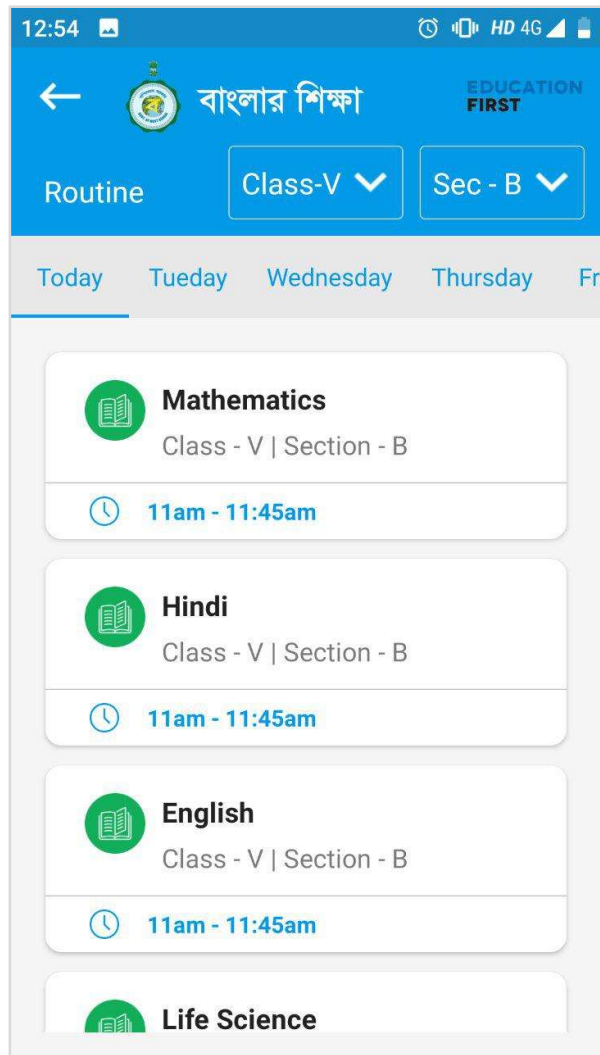 12:54 HD 4G
বাংলার শিক্ষা EDUCATION
FIRST
Routine Class-V Sec - B
Today Tueday Wednesday Thursday Fr
Mathematics
Class - V | Section - B
11am - 11:45am
Hindi
Class - V | Section - B
11am - 11:45am
English
Class - V | Section - B
11am - 11:45am
Life Science